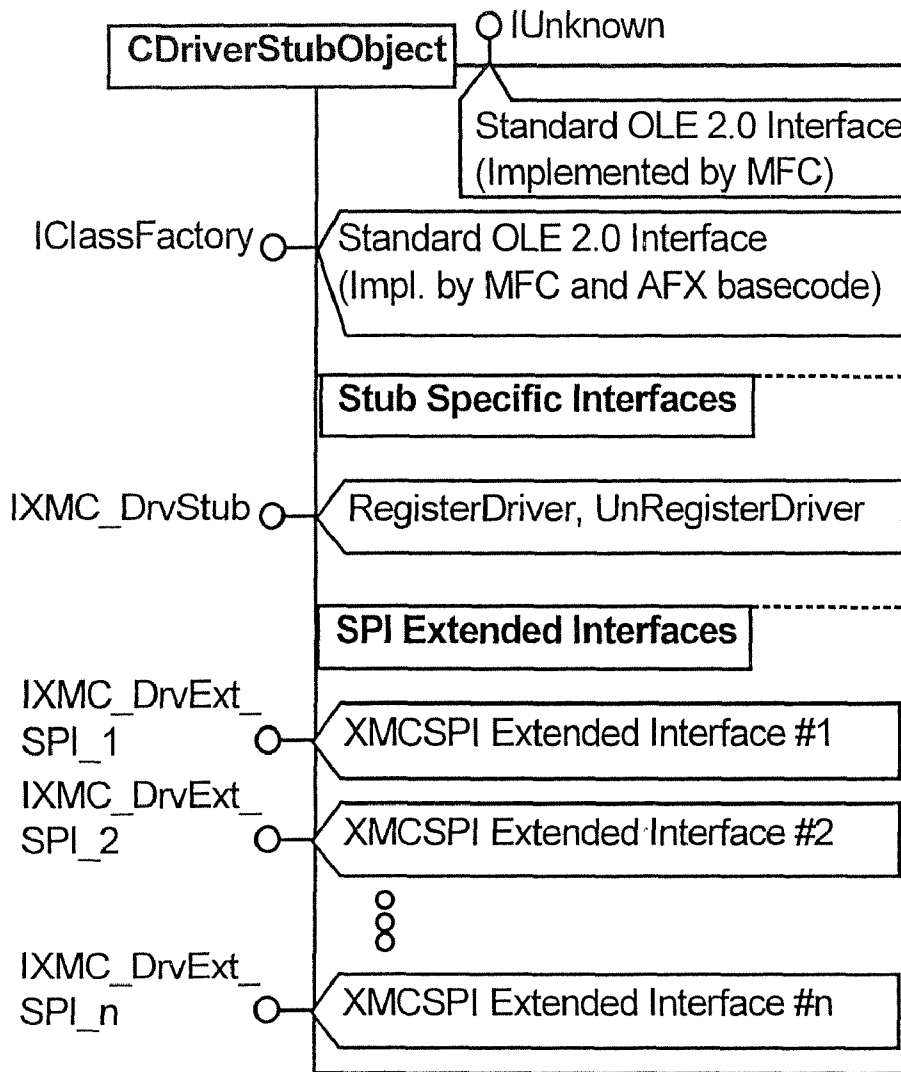 IUnknown
CDriverStubObject
Standard OLE 2.0 Interface
(Implemented by MFC)
IClassFactory
Standard OLE 2.0 Interface
(Impl. by MFC and AFX basecode)
Stub Specific Interfaces
IXMC_DrvStub
RegisterDriver, UnRegisterDriver
SPI Extended Interfaces
IXMC_DrvExt_
SPI_1
XMCSPI Extended Interface #1
IXMC_DrvExt_
SPI_2
XMCSPI Extended Interface #2
IXMC_DrvExt_
SPI_n
XMCSPI Extended Interface #n